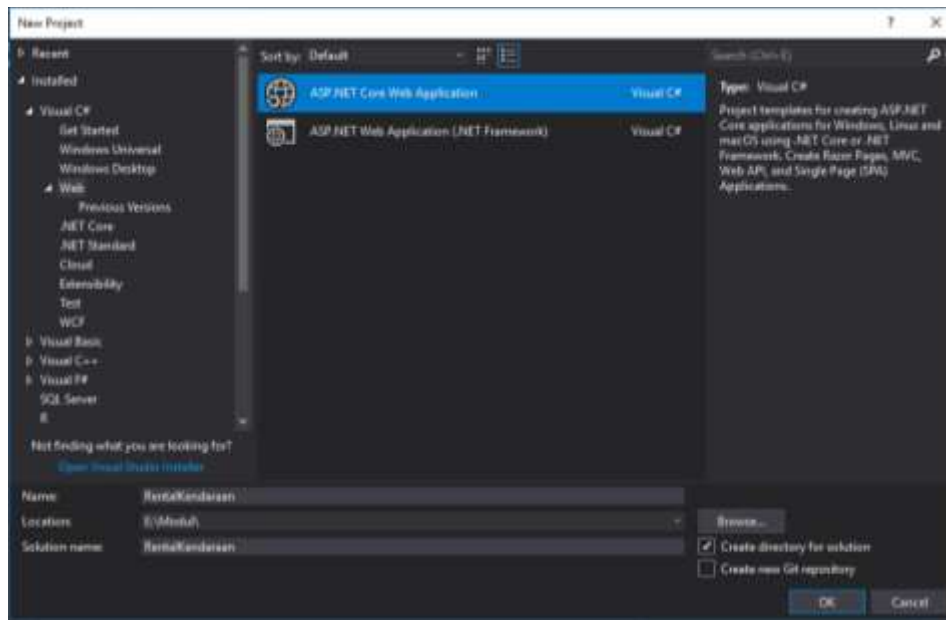 New Project
? ×
Recent
Installed
Visual C#
Get Started
Windows Universal
Windows Desktop
Web
Previous Versions
.NET Core
.NET Standard
Cloud
Extensibility
Test
WCF
Visual Basic
Visual C++
Visual F#
SQL Server
R
Not finding what you are looking for?
Open Visual Studio Installer
Sort by: Default
ASP.NET Core Web Application Visual C#
ASP.NET Web Application (.NET Framework) Visual C#
Search (Ctrl+E)
Type: Visual C#
Project templates for creating ASP.NET
Core applications for Windows, Linux and
macOS using .NET Core or .NET
Framework. Create Razor Pages, MVC,
Web API, and Single Page (SPA)
Applications.
Name: RentalKendaraan
Location: E:\Modul\
Browse...
Solution name: RentalKendaraan
Create directory for solution
Create new Git repository
OK Cancel